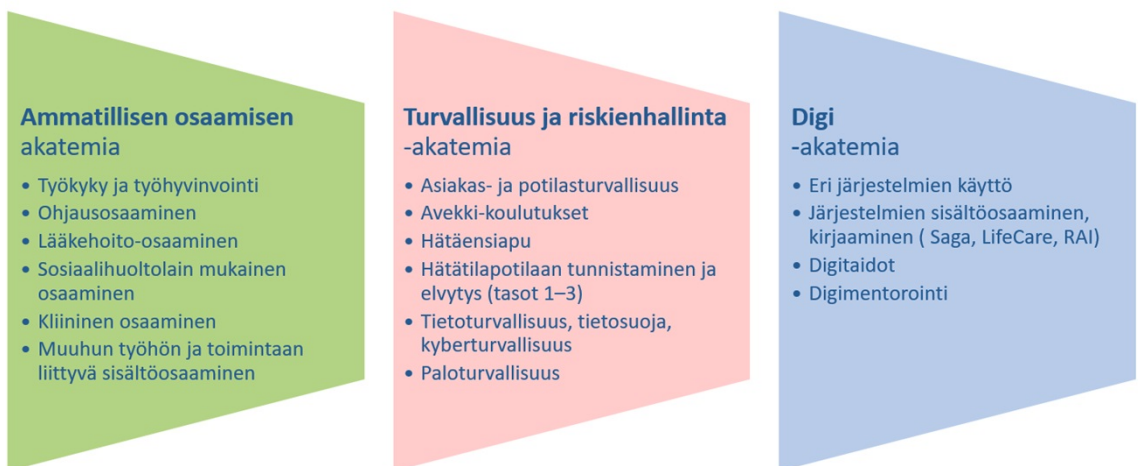 Ammatillisen osaamisen
akatemia
• Työkyky ja työhyvinvointi
• Ohjausosaaminen
• Lääkehoito-osaaminen
• Sosiaalihuoltolain mukainen
osaaminen
• Kliininen osaaminen
• Muuhun työhön ja toimintaan
liittyvä sisältöosaaminen
Turvallisuus ja riskienhallinta
-akatemia
• Asiakas- ja potilasturvallisuus
• Avekki-koulutukset
• Hätäensiapu
• Hätätilapotilaan tunnistaminen ja
elvytys (tasot 1–3)
• Tietoturvallisuus, tietosuoja,
kyberturvallisuus
• Paloturvallisuus
Digi
-akatemia
• Eri järjestelmien käyttö
• Järjestelmien sisältöosaaminen,
kirjaaminen ( Saga, LifeCare, RAI)
• Digitaidot
• Digimentorointi